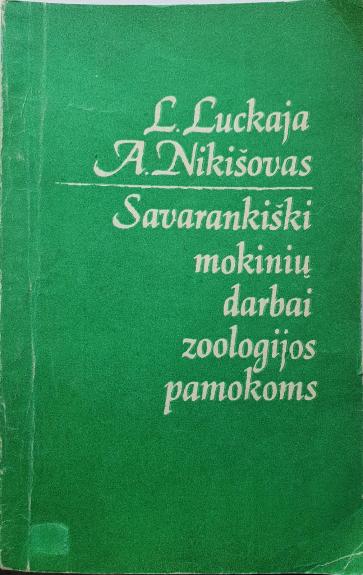 L. Luckaja
A. Nikišovas
Savarankiški
mokinių
darbai
zoologijos
pamokoms